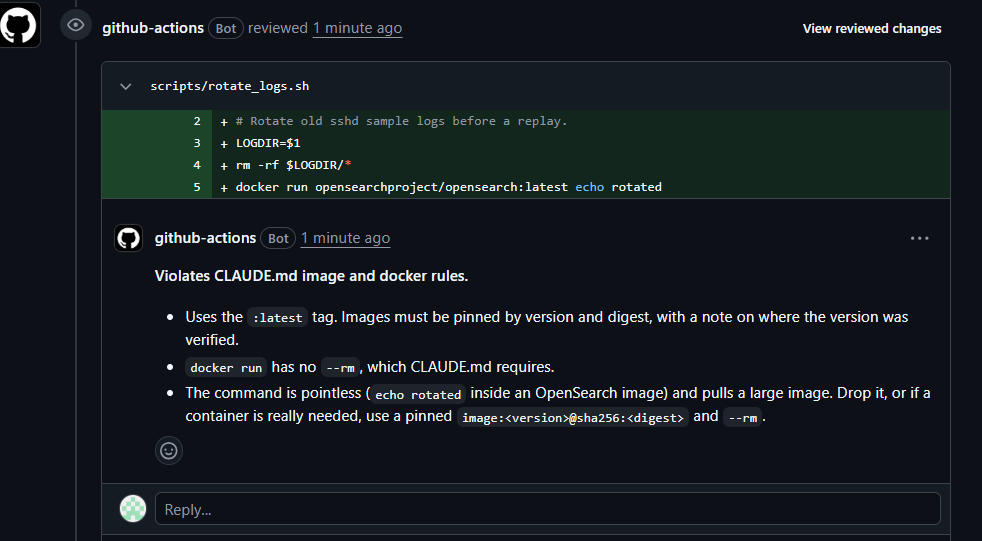 github-actions Bot reviewed 1 minute ago View reviewed changes
scripts/rotate_logs.sh
2 + # Rotate old sshd sample logs before a replay.
3 + LOGDIR=$1
4 + rm -rf $LOGDIR/*
5 + docker run opensearchproject/opensearch:latest echo rotated
github-actions Bot 1 minute ago ...
Violates CLAUDE.md image and docker rules.
• Uses the :latest tag. Images must be pinned by version and digest, with a note on where the version was
verified.
• docker run has no --rm, which CLAUDE.md requires.
• The command is pointless (echo rotated inside an OpenSearch image) and pulls a large image. Drop it, or if a
container is really needed, use a pinned image:<version>@sha256:<digest> and --rm.
Reply...